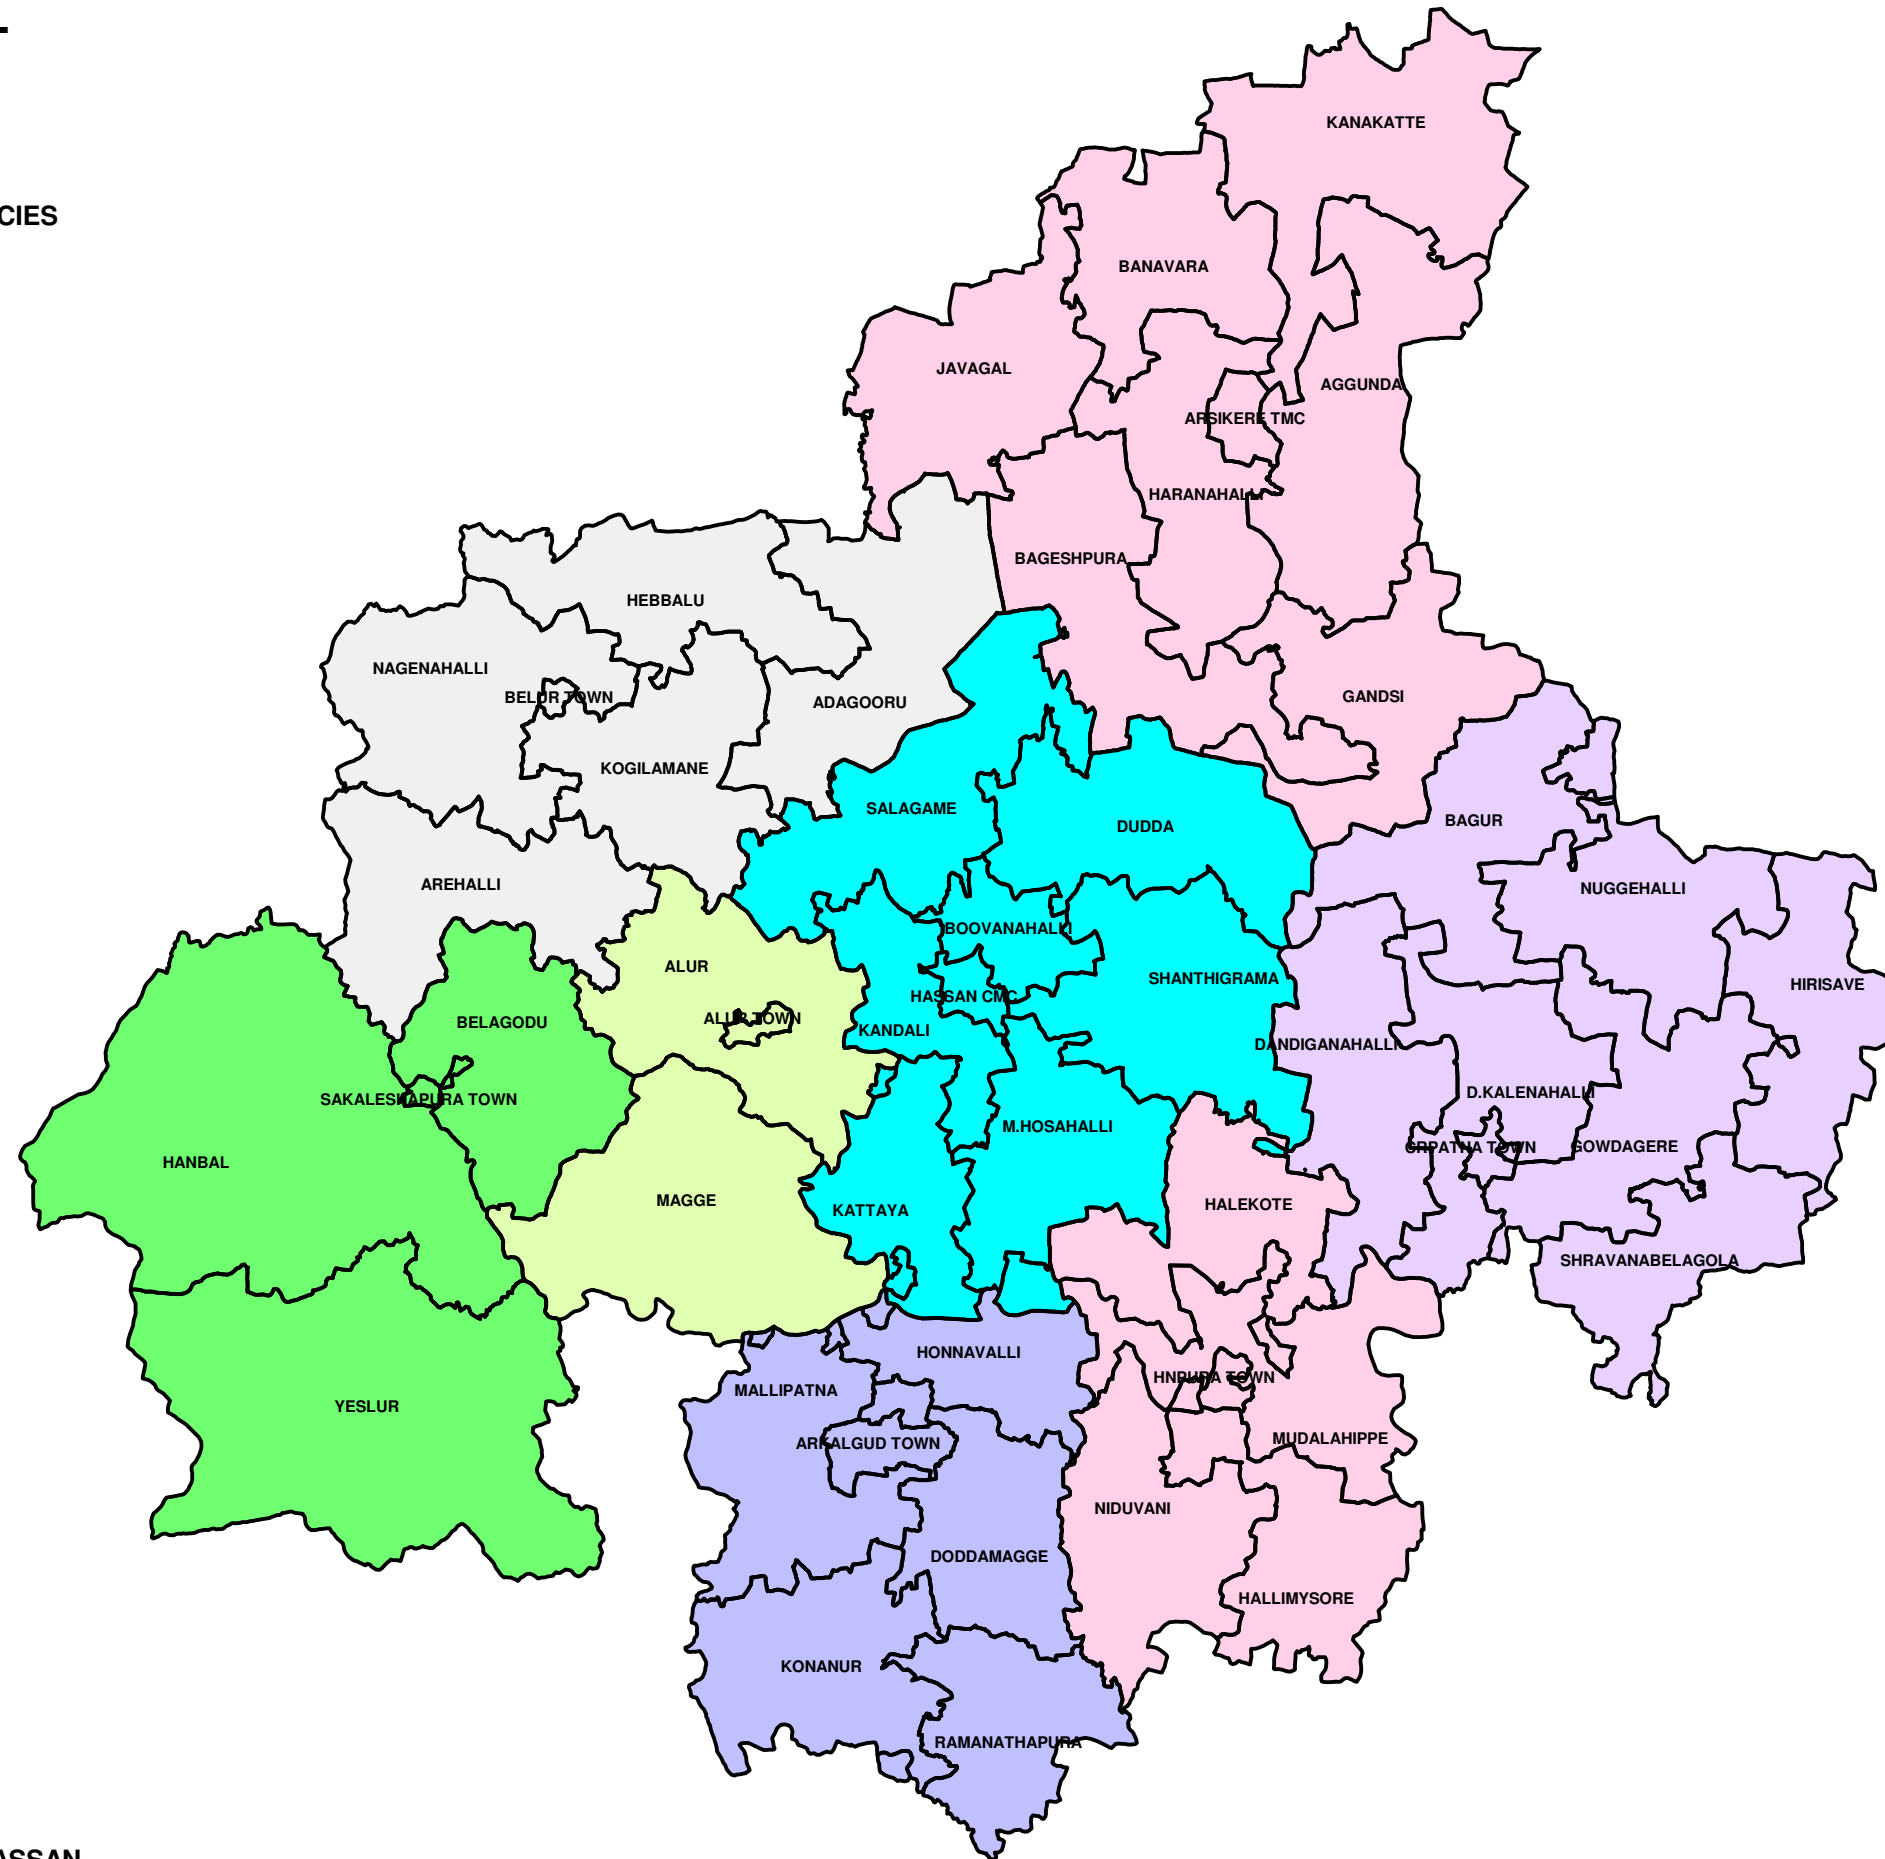 CIES
KANAKATTE
BANAVARA
JAVAGAL
AGGUNDA
ARSIKERE TMC
HARANAHALLI
BAGESHPURA
HEBBALU
NAGENAHALLI
BELUR TOWN
ADAGOORU
GANDSI
KOGILAMANE
SALAGAME
DUDDA
BAGUR
AREHALLI
NUGGEHALLI
BOOVANAHALLI
ALUR
SHANTHIGRAMA
HIRISAVE
HASSAN CMC
BELAGODU
ALUR TOWN
KANDALI
DANDIGANAHALLI
SAKALESHAPURA TOWN
D.KALENAHALLI
M.HOSAHALLI
CRPATNA TOWN
GOWDAGERE
HANBAL
MAGGE
KATTAYA
HALEKOTE
SHRAVANABELAGOLA
HONNAVALLI
MALLIPATNA
HNPURA TOWN
YESLUR
ARKALGUD TOWN
MUDALAHIPPE
NIDUVANI
DODDAMAGGE
HALLIMYSORE
KONANUR
RAMANATHAPURA
ASSAN